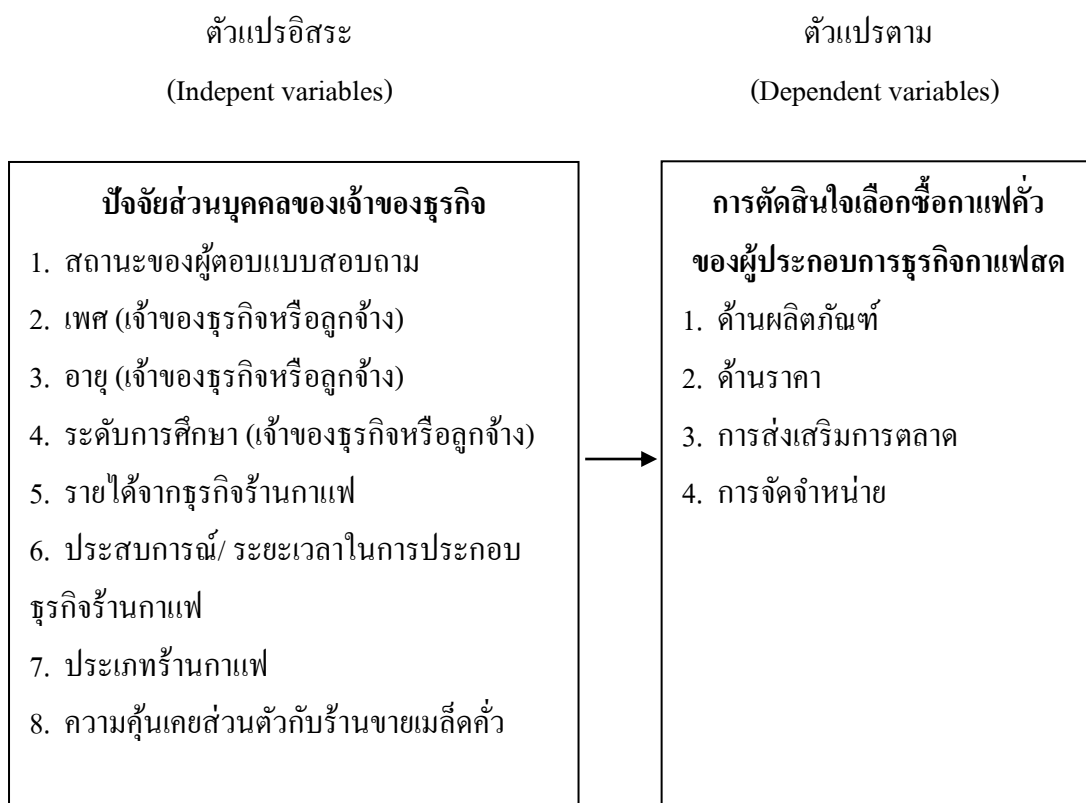 ตัวแปรอิสระ
(Indepent variables)
ตัวแปรตาม
(Dependent variables)
ปัจจัยส่วนบุคคลของเจ้าของธุรกิจ
1. สถานะของผู้ตอบแบบสอบถาม
2. เพศ (เจ้าของธุรกิจหรือลูกจ้าง)
3. อายุ (เจ้าของธุรกิจหรือลูกจ้าง)
4. ระดับการศึกษา (เจ้าของธุรกิจหรือลูกจ้าง)
5. รายได้จากธุรกิจร้านกาแฟ
6. ประสบการณ์/ ระยะเวลาในการประกอบ
ธุรกิจร้านกาแฟ
7. ประเภทร้านกาแฟ
8. ความคุ้นเคยส่วนตัวกับร้านขายเมล็ดคั่ว
การตัดสินใจเลือกซื้อกาแฟคั่ว
ของผู้ประกอบการธุรกิจกาแฟสด
1. ด้านผลิตภัณฑ์
2. ด้านราคา
3. การส่งเสริมการตลาด
4. การจัดจำหน่าย